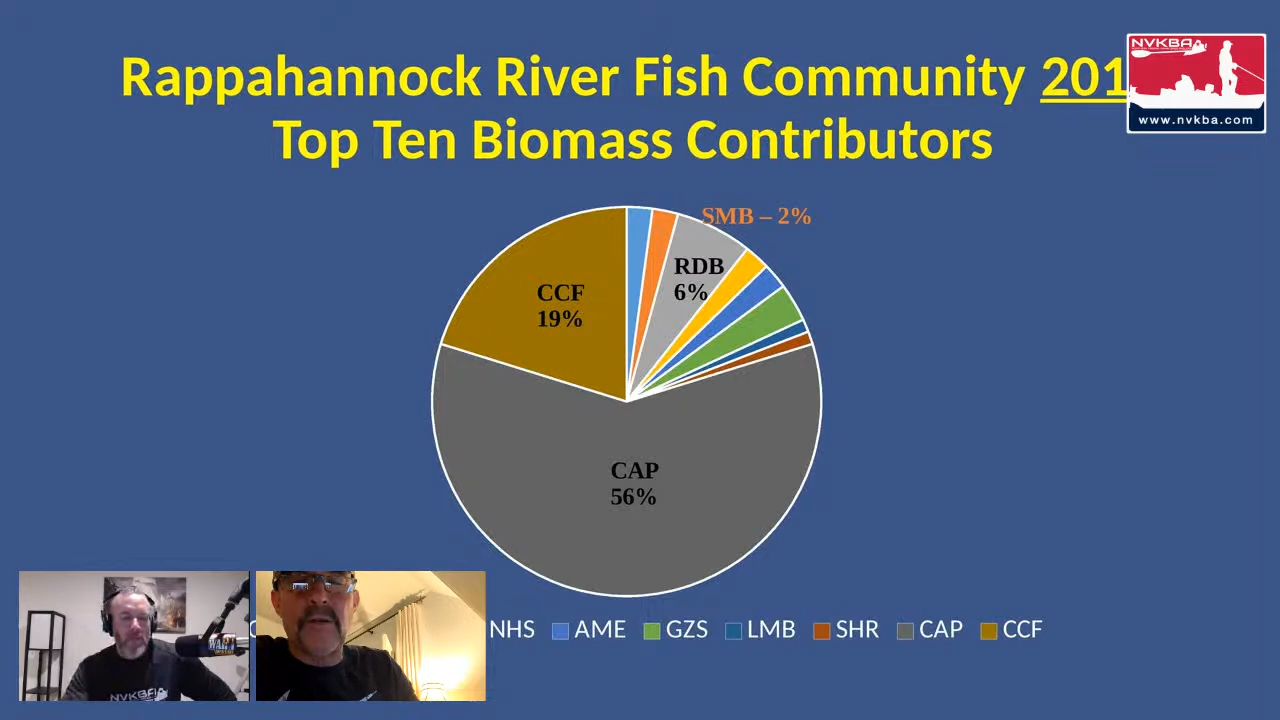 Rappahannock River Fish Community 201
Top Ten Biomass Contributors
NVKBA
www.nvkba.com
SMB – 2%
RDB
6%
CCF
19%
CAP
56%
NHS AME GZS LMB SHR CAP CCF
NVKBA